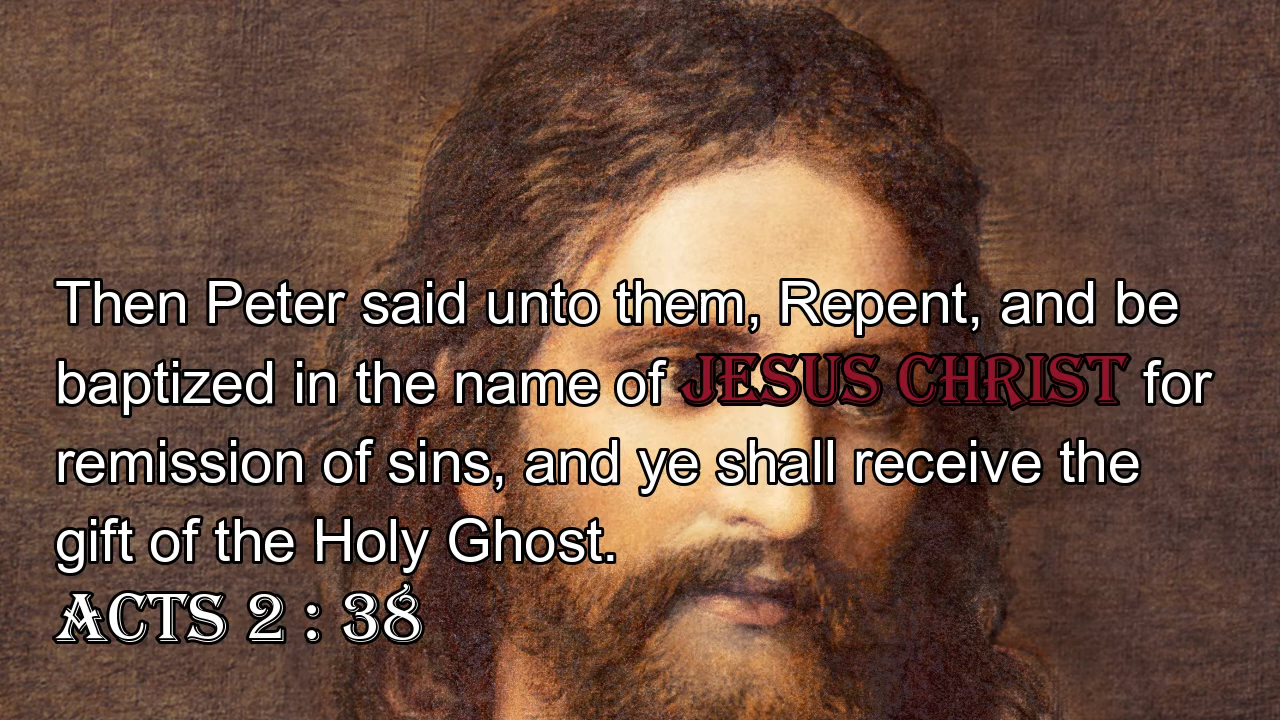 Then Peter said unto them, Repent, and be
baptized in the name of JESUS CHRIST for
remission of sins, and ye shall receive the
gift of the Holy Ghost.
ACTS 2 : 38